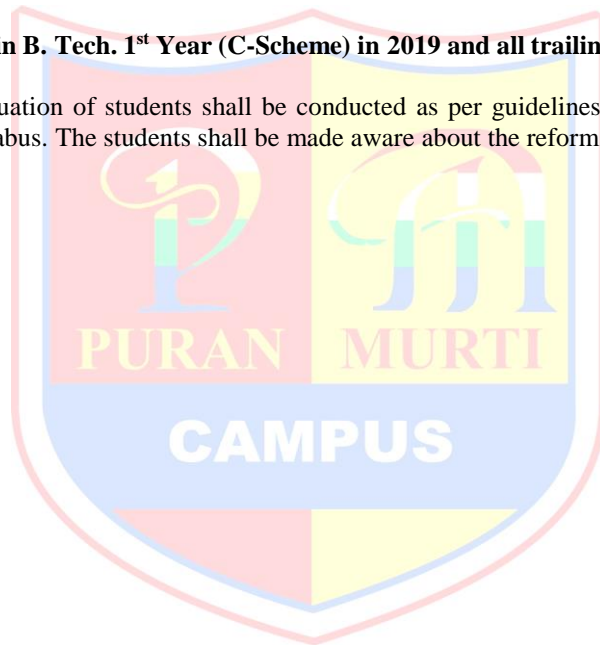 in B. Tech. 1st Year (C-Scheme) in 2019 and all trailin
uation of students shall be conducted as per guidelines
abus. The students shall be made aware about the reform
PURAN MURTI
CAMPUS